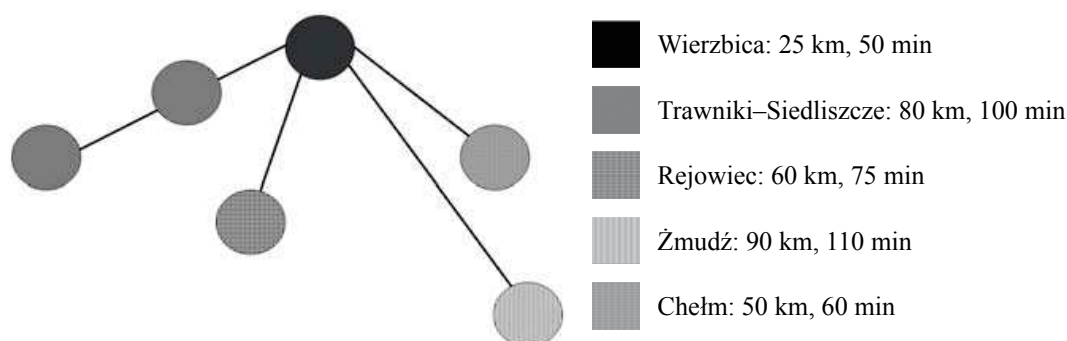 Wierzbica: 25 km, 50 min
Trawniki–Siedliszcze: 80 km, 100 min
Rejowiec: 60 km, 75 min
Żmudź: 90 km, 110 min
Chełm: 50 km, 60 min